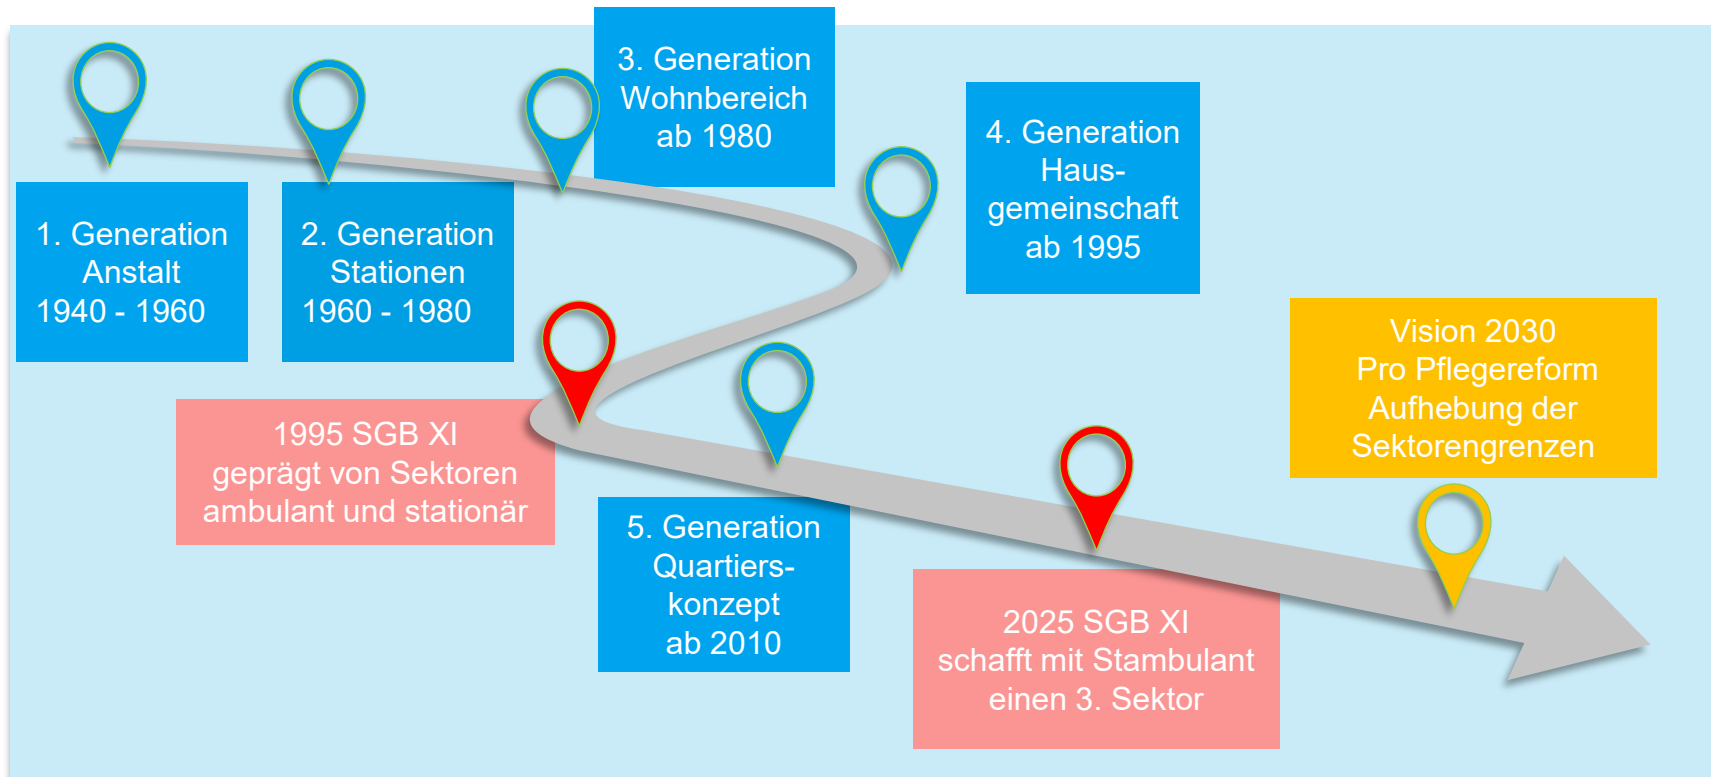 1. Generation
Anstalt
1940 - 1960
2. Generation
Stationen
1960 - 1980
3. Generation
Wohnbereich
ab 1980
4. Generation
Haus-
gemeinschaft
ab 1995
1995 SGB XI
geprägt von Sektoren
ambulant und stationär
5. Generation
Quartiers-
konzept
ab 2010
2025 SGB XI
schafft mit Stambulant
einen 3. Sektor
Vision 2030
Pro Pflegereform
Aufhebung der
Sektorengrenzen